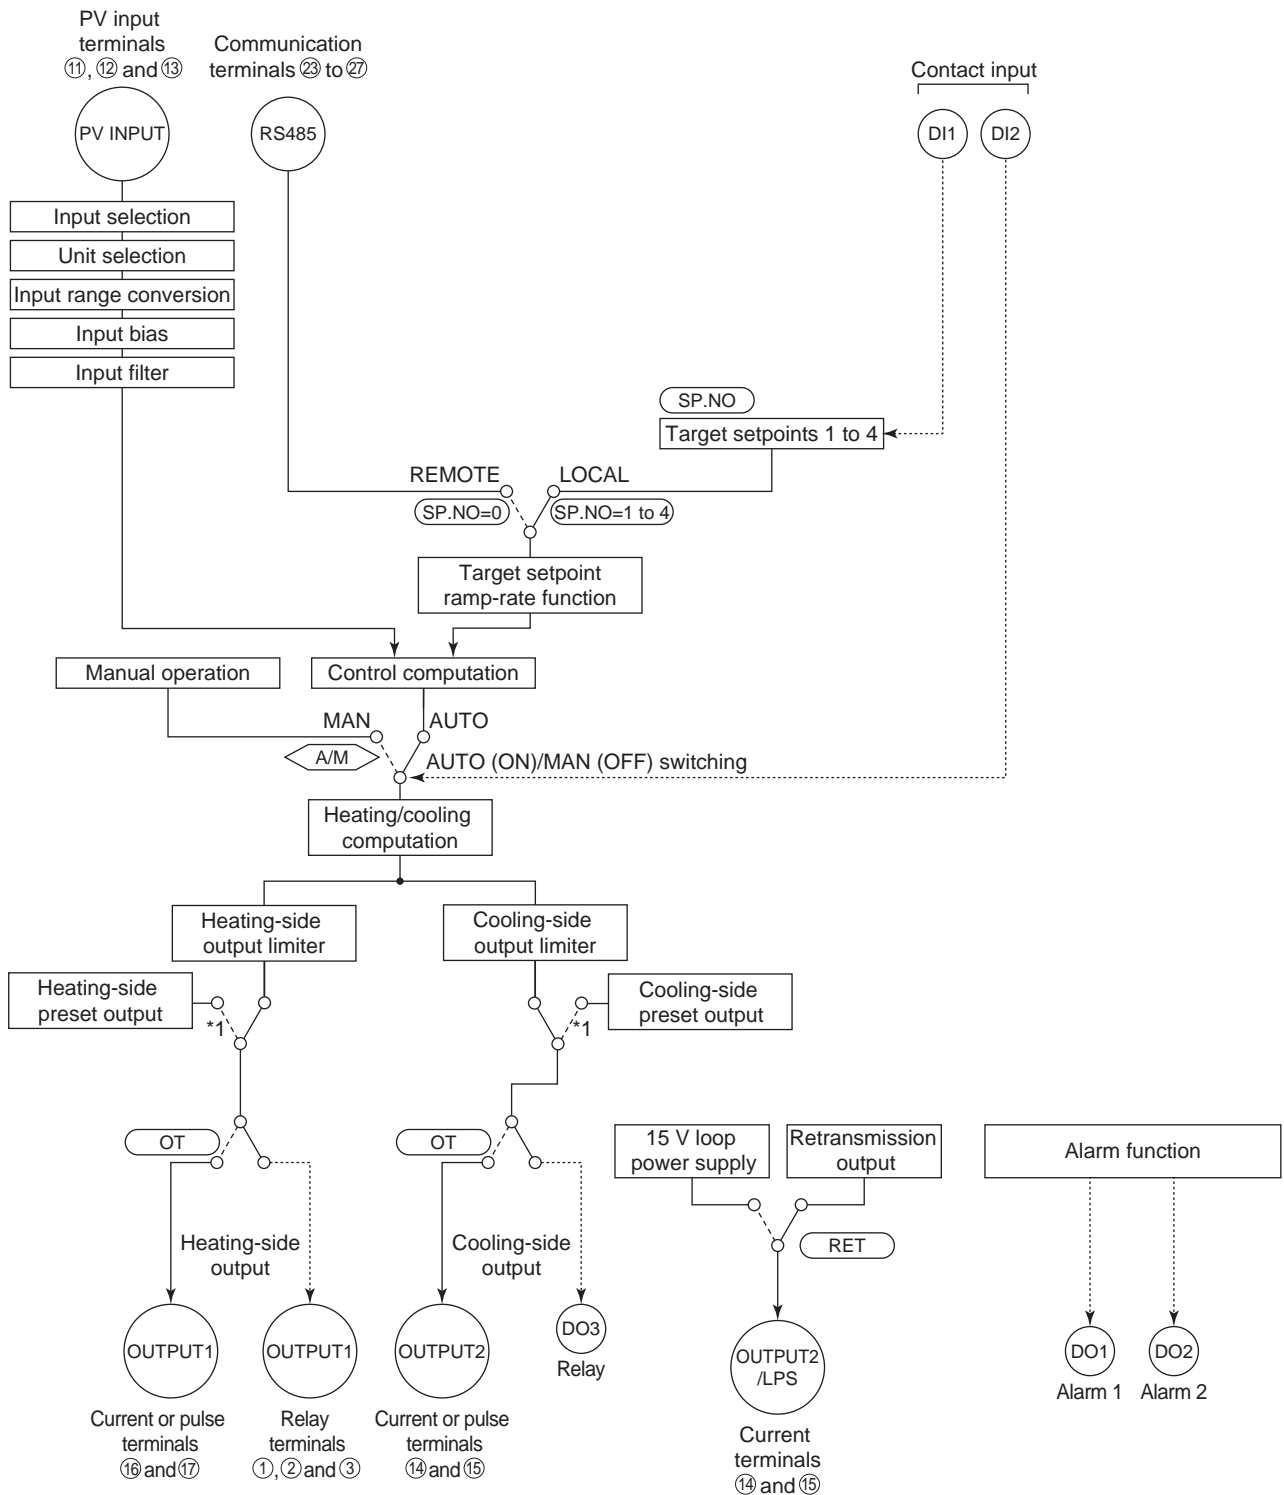 PV input
terminals
⑪, ⑫ and ⑬
Communication
terminals ㉓ to ㉗
Contact input
PV INPUT
RS485
DI1
DI2
Input selection
Unit selection
Input range conversion
Input bias
Input filter
SP.NO
Target setpoints 1 to 4
REMOTE
LOCAL
SP.NO=0
SP.NO=1 to 4
Target setpoint
ramp-rate function
Manual operation
Control computation
MAN
AUTO
A/M
AUTO (ON)/MAN (OFF) switching
Heating/cooling
computation
Heating-side
output limiter
Cooling-side
output limiter
Heating-side
preset output
*1
*1
Cooling-side
preset output
OT
OT
15 V loop
power supply
Retransmission
output
Alarm function
RET
Heating-side
output
Cooling-side
output
OUTPUT1
OUTPUT1
OUTPUT2
DO3
Relay
OUTPUT2
/LPS
DO1
DO2
Alarm 1
Alarm 2
Current or pulse
terminals
⑯ and ⑰
Relay
terminals
①, ② and ③
Current or pulse
terminals
⑭ and ⑮
Current
terminals
⑭ and ⑮